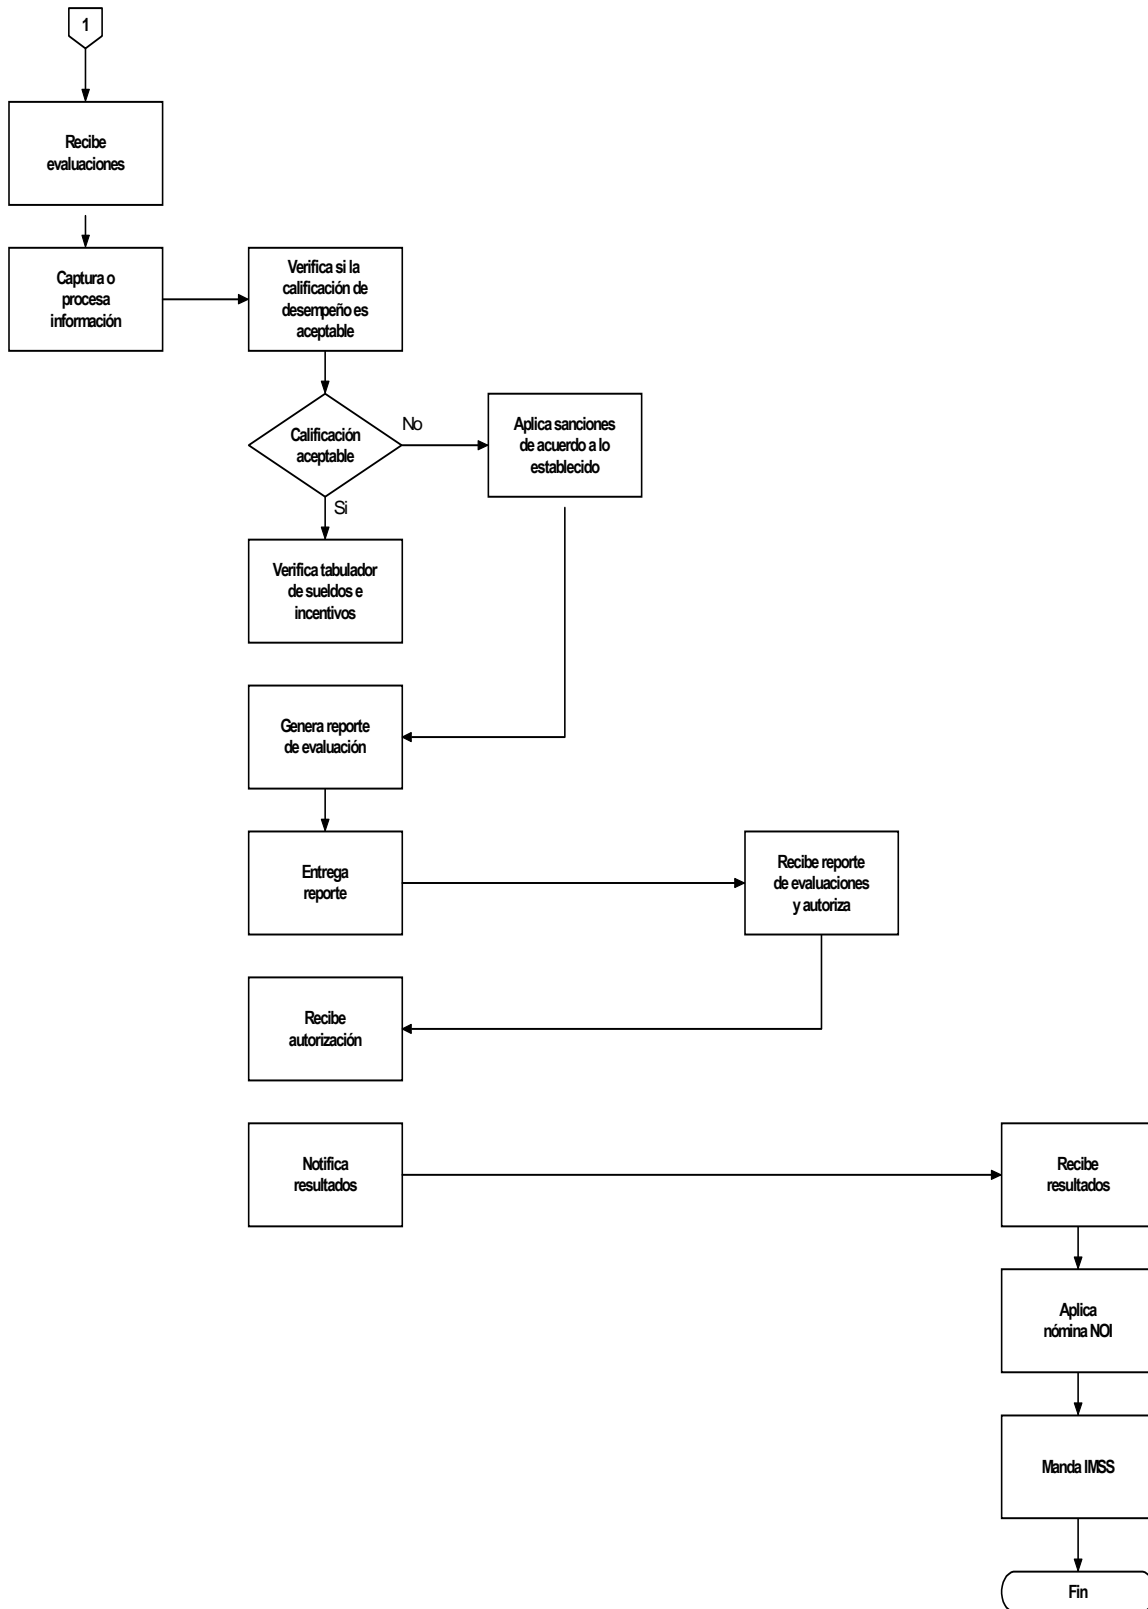 1
Recibe
evaluaciones
Captura o
procesa
información
Verifica si la
calificación de
desempeño es
aceptable
Calificación
aceptable
No
Aplica sanciones
de acuerdo a lo
establecido
Si
Verifica tabulador
de sueldos e
incentivos
Genera reporte
de evaluación
Entrega
reporte
Recibe reporte
de evaluaciones
y autoriza
Recibe
autorización
Notifica
resultados
Recibe
resultados
Aplica
nómina NOI
Manda IMSS
Fin